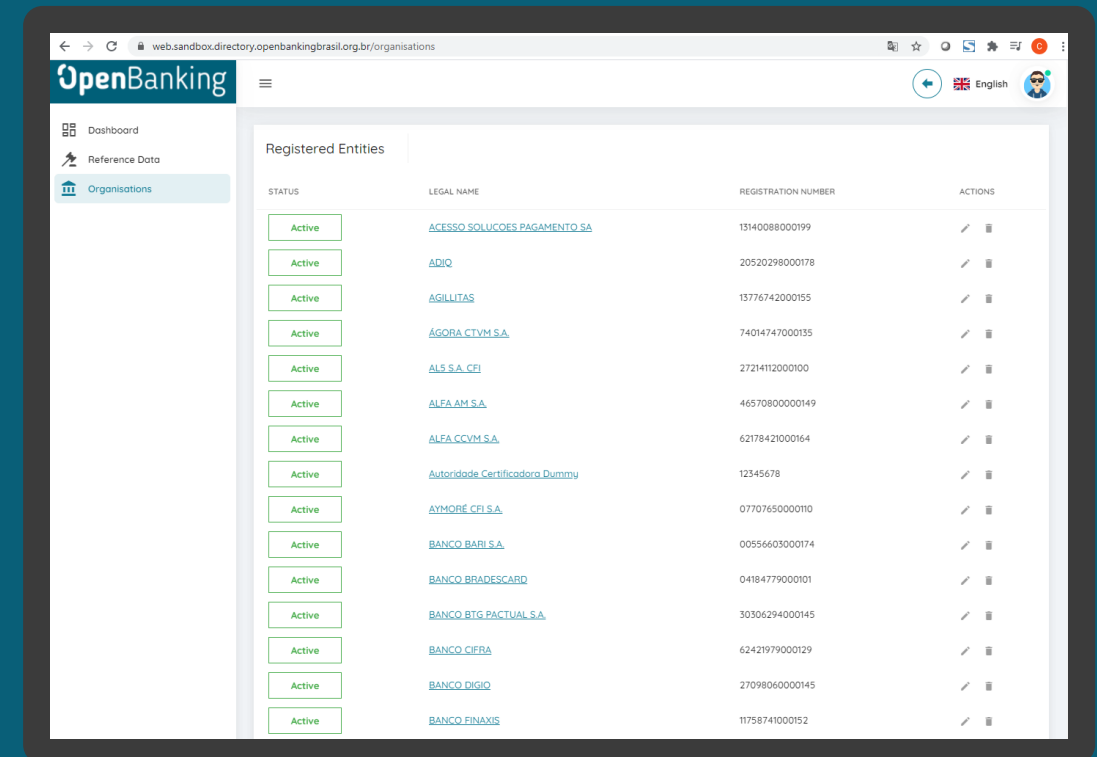 web.sandbox.directory.openbankingbrasil.org.br/organisations
C
OpenBanking
English
Dashboard
Reference Data
Organisations
Registered Entities
STATUS LEGAL NAME REGISTRATION NUMBER ACTIONS
Active ACESSO SOLUCOES PAGAMENTO SA 13140088000199
Active ADIQ 20520298000178
Active AGILLITAS 13776742000155
Active ÁGORA CTVM S.A. 74014747000135
Active AL5 S.A. CFI 27214112000100
Active ALFA AM S.A. 46570800000149
Active ALFA CCVM S.A. 62178421000164
Active Autoridade Certificadora Dummy 12345678
Active AYMORÉ CFI S.A. 07707650000110
Active BANCO BARI S.A. 00556603000174
Active BANCO BRADESCARD 04184779000101
Active BANCO BTG PACTUAL S.A. 30306294000145
Active BANCO CIFRA 62421979000129
Active BANCO DIGIO 27098060000145
Active BANCO FINAXIS 11758741000152